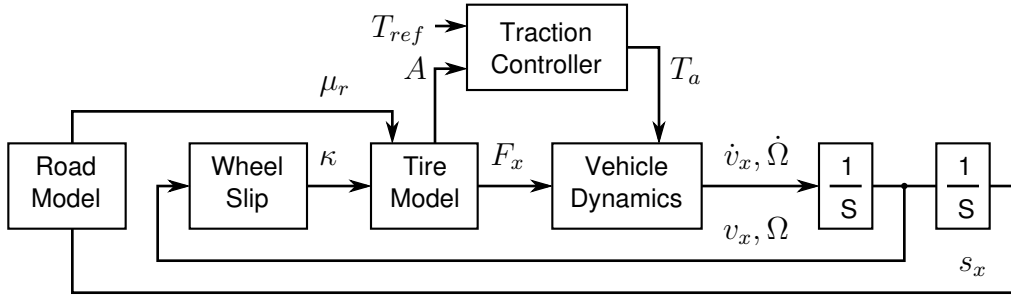 T_ref
Traction
Controller
A
T_a
μ_r
Road
Model
Wheel
Slip
κ
Tire
Model
F_x
Vehicle
Dynamics
v̇_x, Ω̇
1
S
1
S
v_x, Ω
s_x